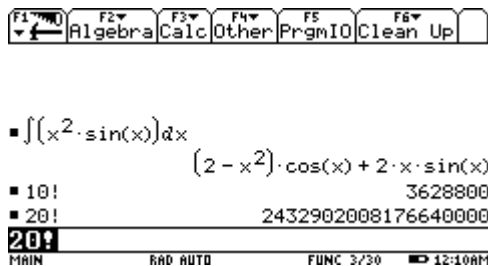 F1 F2 Algebra F3 Calc F4 Other F5 PrgmIO F6 Clean Up
∫(x²·sin(x))dx
(2 - x²)·cos(x) + 2·x·sin(x)
10! 3628800
20! 2432902008176640000
20!
MAIN RAD AUTO FUNC 3/30 12:10AM